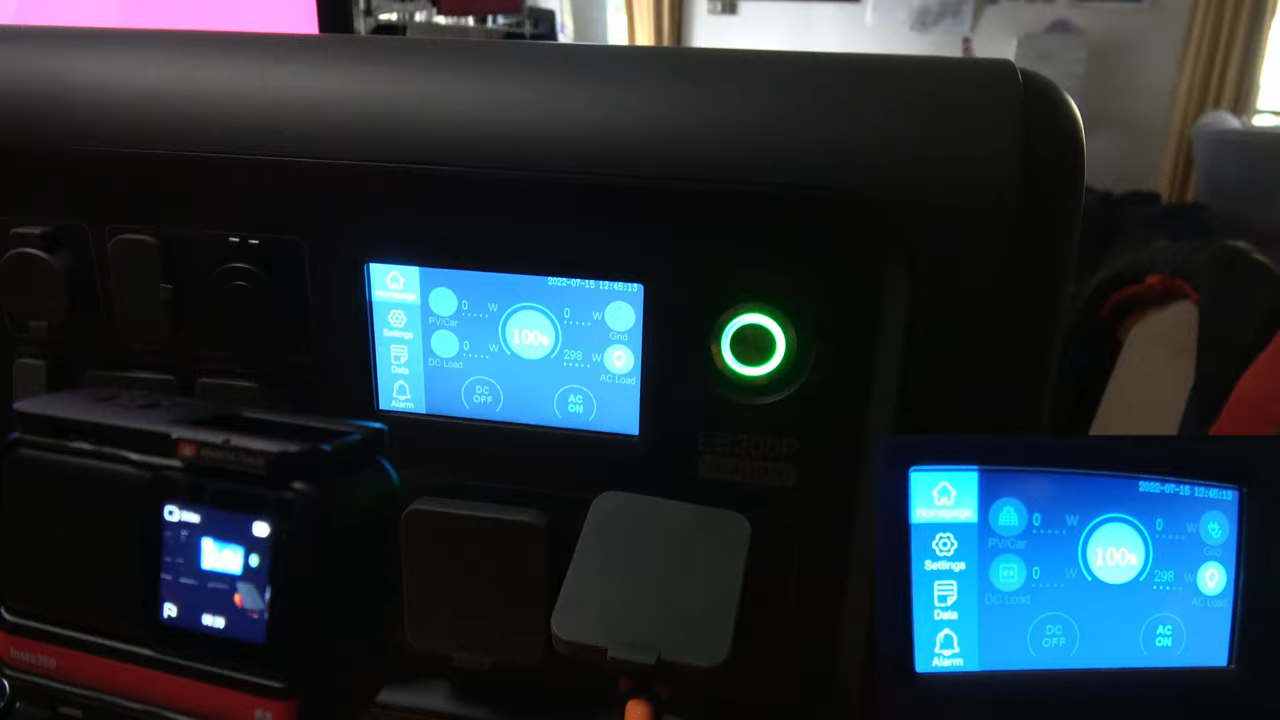 2022-07-15 12:45:13
Homepage
Settings
Data
Alarm
PV/Car
0 W
DC Load
0 W
100%
0
Grid
298 W
AC Load
DC OFF
AC ON
EB200P
Insta360
2022-07-15 12:45:13
Homepage
Settings
Data
Alarm
PV/Car
0 W
DC Load
0 W
100%
0 W
Grid
298 W
AC Load
DC OFF
AC ON